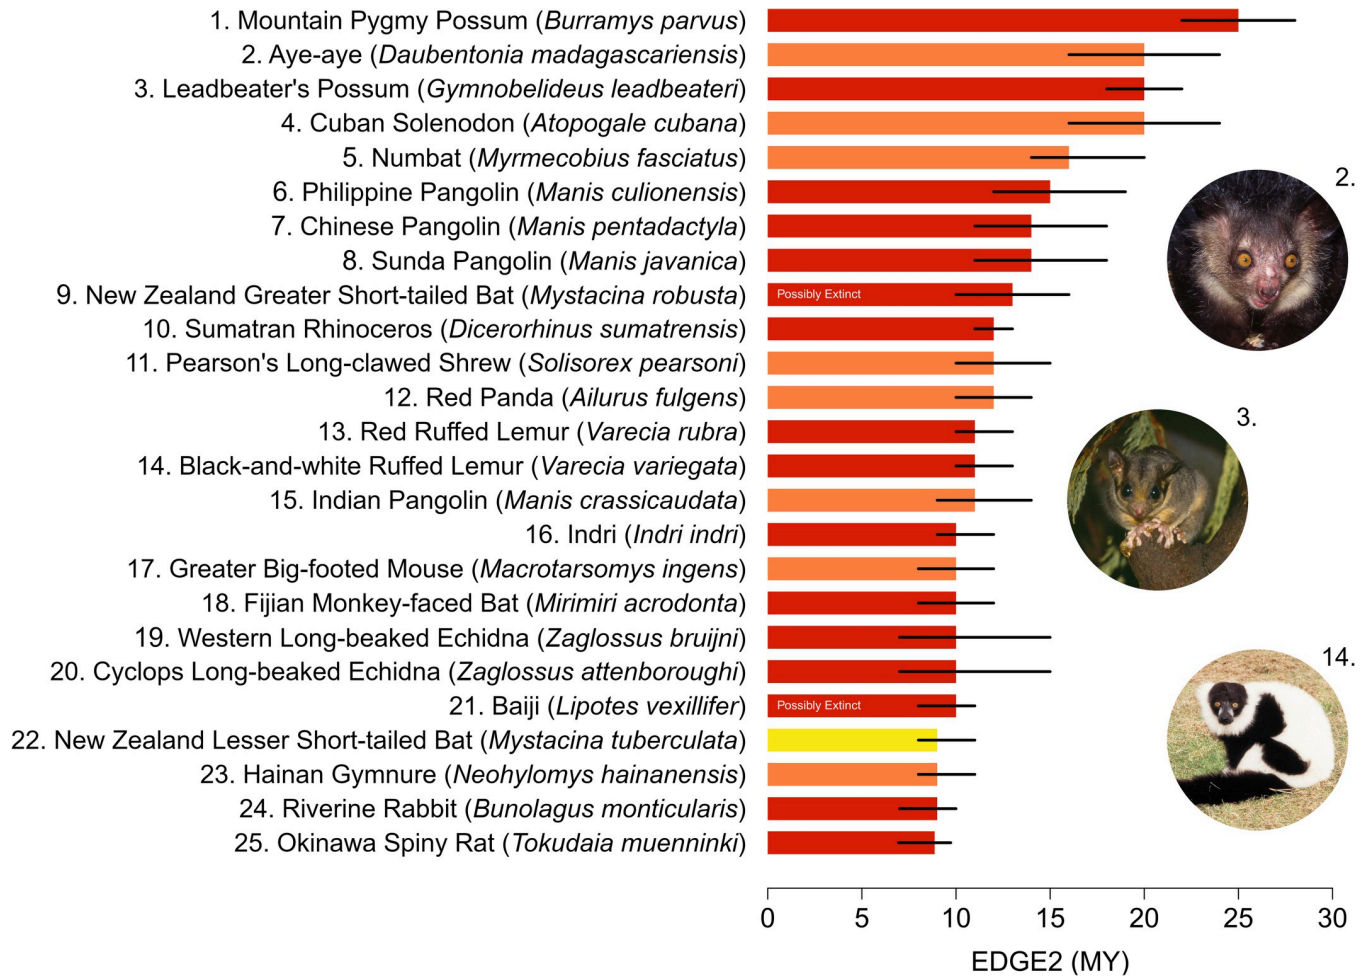 1. Mountain Pygmy Possum (Burramys parvus)
2. Aye-aye (Daubentonia madagascariensis)
3. Leadbeater's Possum (Gymnobelideus leadbeateri)
4. Cuban Solenodon (Atopogale cubana)
5. Numbat (Myrmecobius fasciatus)
6. Philippine Pangolin (Manis culionensis)
2.
7. Chinese Pangolin (Manis pentadactyla)
8. Sunda Pangolin (Manis javanica)
9. New Zealand Greater Short-tailed Bat (Mystacina robusta) Possibly Extinct
10. Sumatran Rhinoceros (Dicerorhinus sumatrensis)
11. Pearson's Long-clawed Shrew (Solisorex pearsoni)
12. Red Panda (Ailurus fulgens)
3.
13. Red Ruffed Lemur (Varecia rubra)
14. Black-and-white Ruffed Lemur (Varecia variegata)
15. Indian Pangolin (Manis crassicaudata)
16. Indri (Indri indri)
17. Greater Big-footed Mouse (Macrotarsomys ingens)
18. Fijian Monkey-faced Bat (Mirimiri acrodonta)
19. Western Long-beaked Echidna (Zaglossus bruijni)
14.
20. Cyclops Long-beaked Echidna (Zaglossus attenboroughi)
21. Baiji (Lipotes vexillifer) Possibly Extinct
22. New Zealand Lesser Short-tailed Bat (Mystacina tuberculata)
23. Hainan Gymnure (Neohylomys hainanensis)
24. Riverine Rabbit (Bunolagus monticularis)
25. Okinawa Spiny Rat (Tokudaia muenninki)
0 5 10 15 20 25 30
EDGE2 (MY)